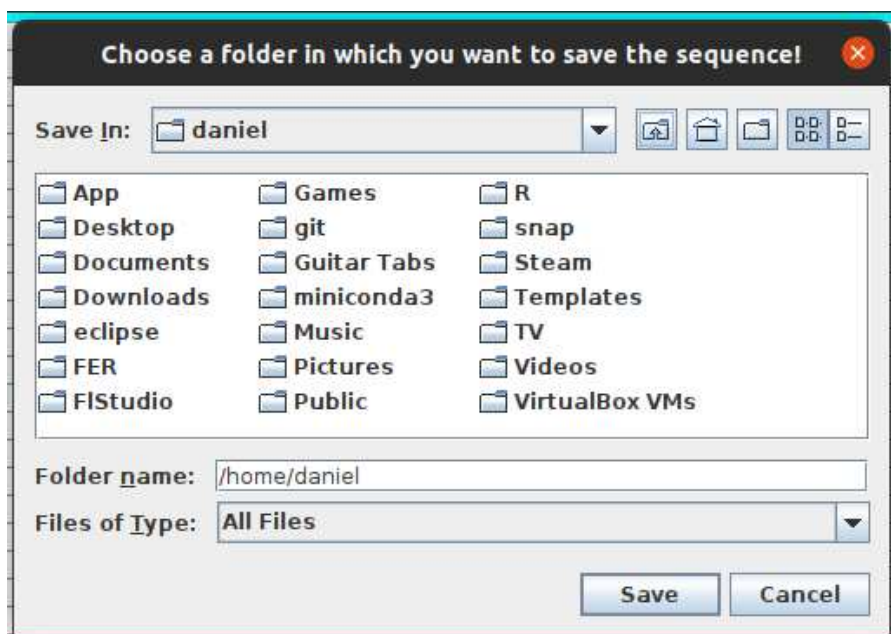 Choose a folder in which you want to save the sequence!
Save In: daniel
App Games R
Desktop git snap
Documents Guitar Tabs Steam
Downloads miniconda3 Templates
eclipse Music TV
FER Pictures Videos
FlStudio Public VirtualBox VMs
Folder name: /home/daniel
Files of Type: All Files
Save Cancel